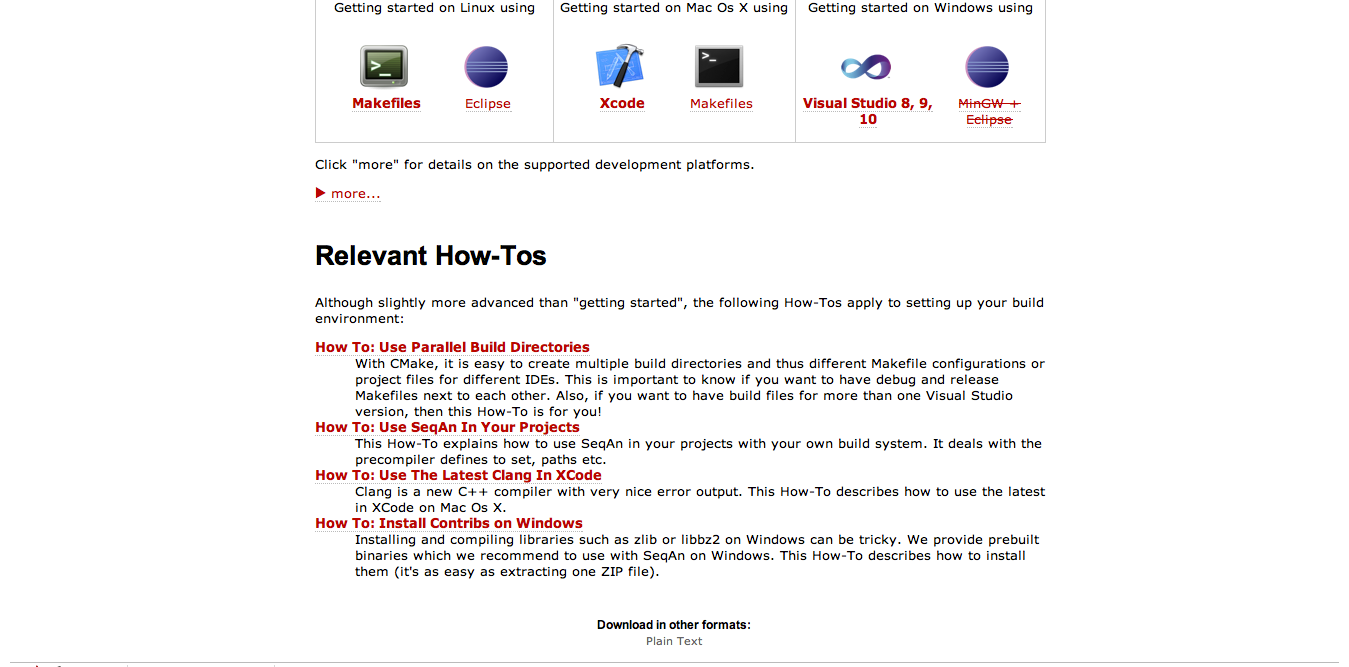 Getting started on Linux using
Getting started on Mac Os X using
Getting started on Windows using
Makefiles
Eclipse
Xcode
Makefiles
Visual Studio 8, 9,
10
MinGW +
Eclipse
Click "more" for details on the supported development platforms.
more...
Relevant How-Tos
Although slightly more advanced than "getting started", the following How-Tos apply to setting up your build
environment:
How To: Use Parallel Build Directories
With CMake, it is easy to create multiple build directories and thus different Makefile configurations or
project files for different IDEs. This is important to know if you want to have debug and release
Makefiles next to each other. Also, if you want to have build files for more than one Visual Studio
version, then this How-To is for you!
How To: Use SeqAn In Your Projects
This How-To explains how to use SeqAn in your projects with your own build system. It deals with the
precompiler defines to set, paths etc.
How To: Use The Latest Clang In XCode
Clang is a new C++ compiler with very nice error output. This How-To describes how to use the latest
in XCode on Mac Os X.
How To: Install Contribs on Windows
Installing and compiling libraries such as zlib or libbz2 on Windows can be tricky. We provide prebuilt
binaries which we recommend to use with SeqAn on Windows. This How-To describes how to install
them (it's as easy as extracting one ZIP file).
Download in other formats:
Plain Text